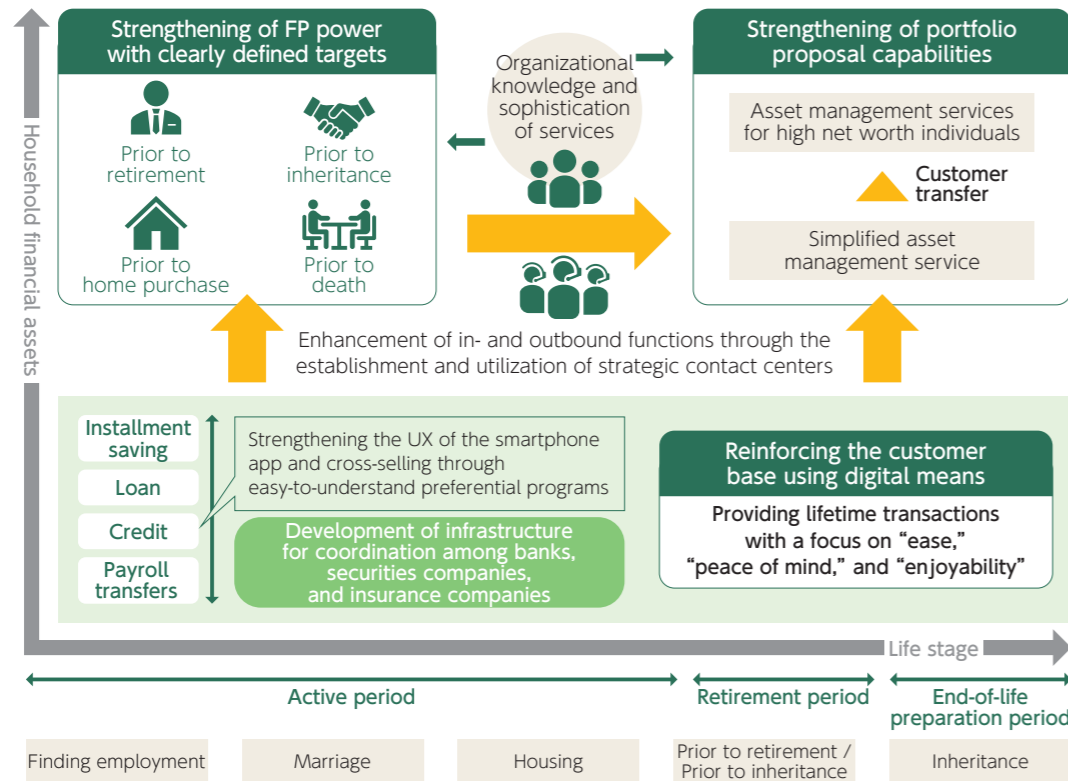 Household financial assets
Strengthening of FP power
with clearly defined targets
Prior to
retirement
Prior to
inheritance
Prior to
home purchase
Prior to
death
Organizational
knowledge and
sophistication
of services
Strengthening of portfolio
proposal capabilities
Asset management services
for high net worth individuals
Customer
transfer
Simplified asset
management service
Enhancement of in- and outbound functions through the
establishment and utilization of strategic contact centers
Installment
saving
Loan
Credit
Payroll
transfers
Strengthening the UX of the smartphone
app and cross-selling through
easy-to-understand preferential programs
Development of infrastructure
for coordination among banks,
securities companies,
and insurance companies
Reinforcing the customer
base using digital means
Providing lifetime transactions
with a focus on “ease,”
“peace of mind,” and “enjoyability”
Life stage
Active period
Retirement period
End-of-life
preparation period
Finding employment
Marriage
Housing
Prior to retirement /
Prior to inheritance
Inheritance